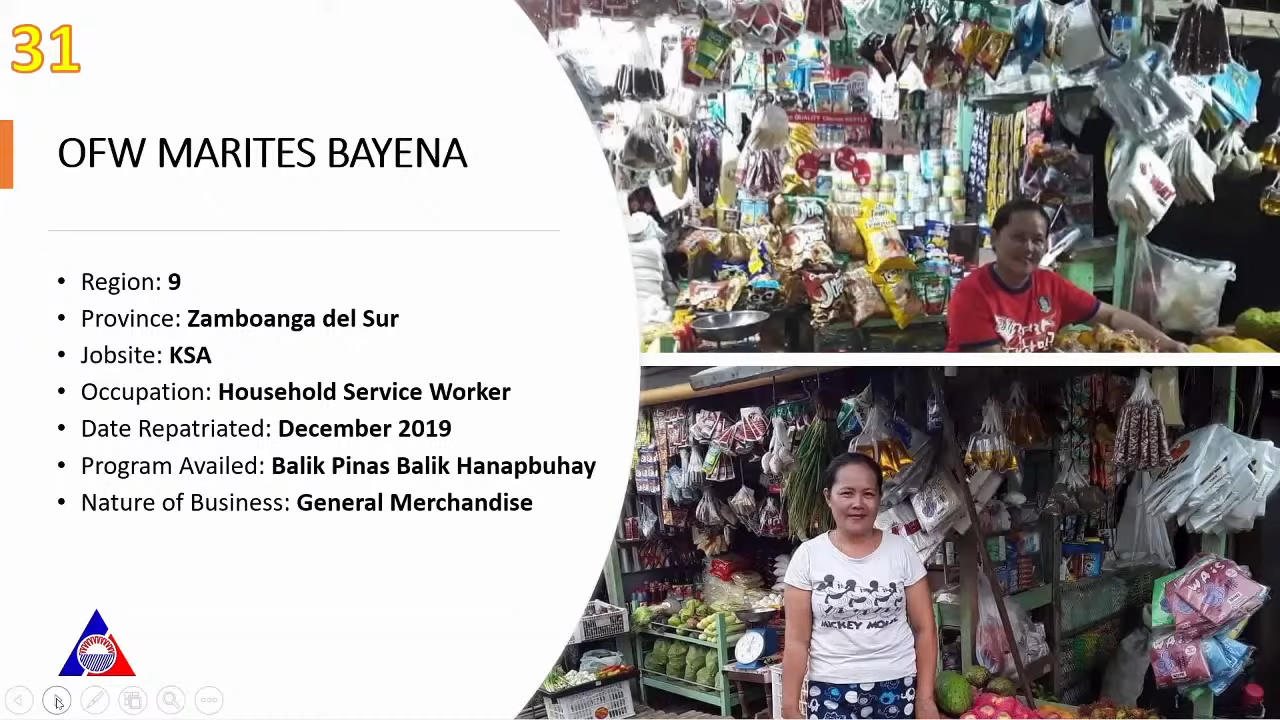 31
OFW MARITES BAYENA
• Region: 9
• Province: Zamboanga del Sur
• Jobsite: KSA
• Occupation: Household Service Worker
• Date Repatriated: December 2019
• Program Availed: Balik Pinas Balik Hanapbuhay
• Nature of Business: General Merchandise
MICKEY MOUSE